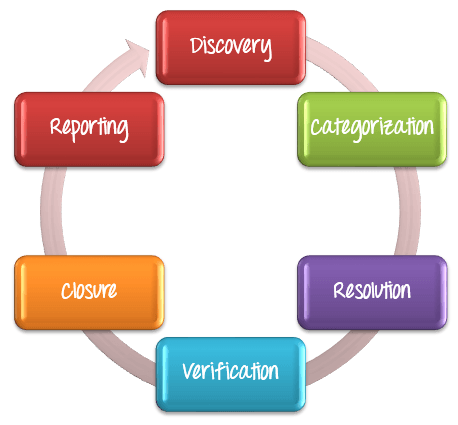 Discovery
Categorization
Resolution
Verification
Closure
Reporting